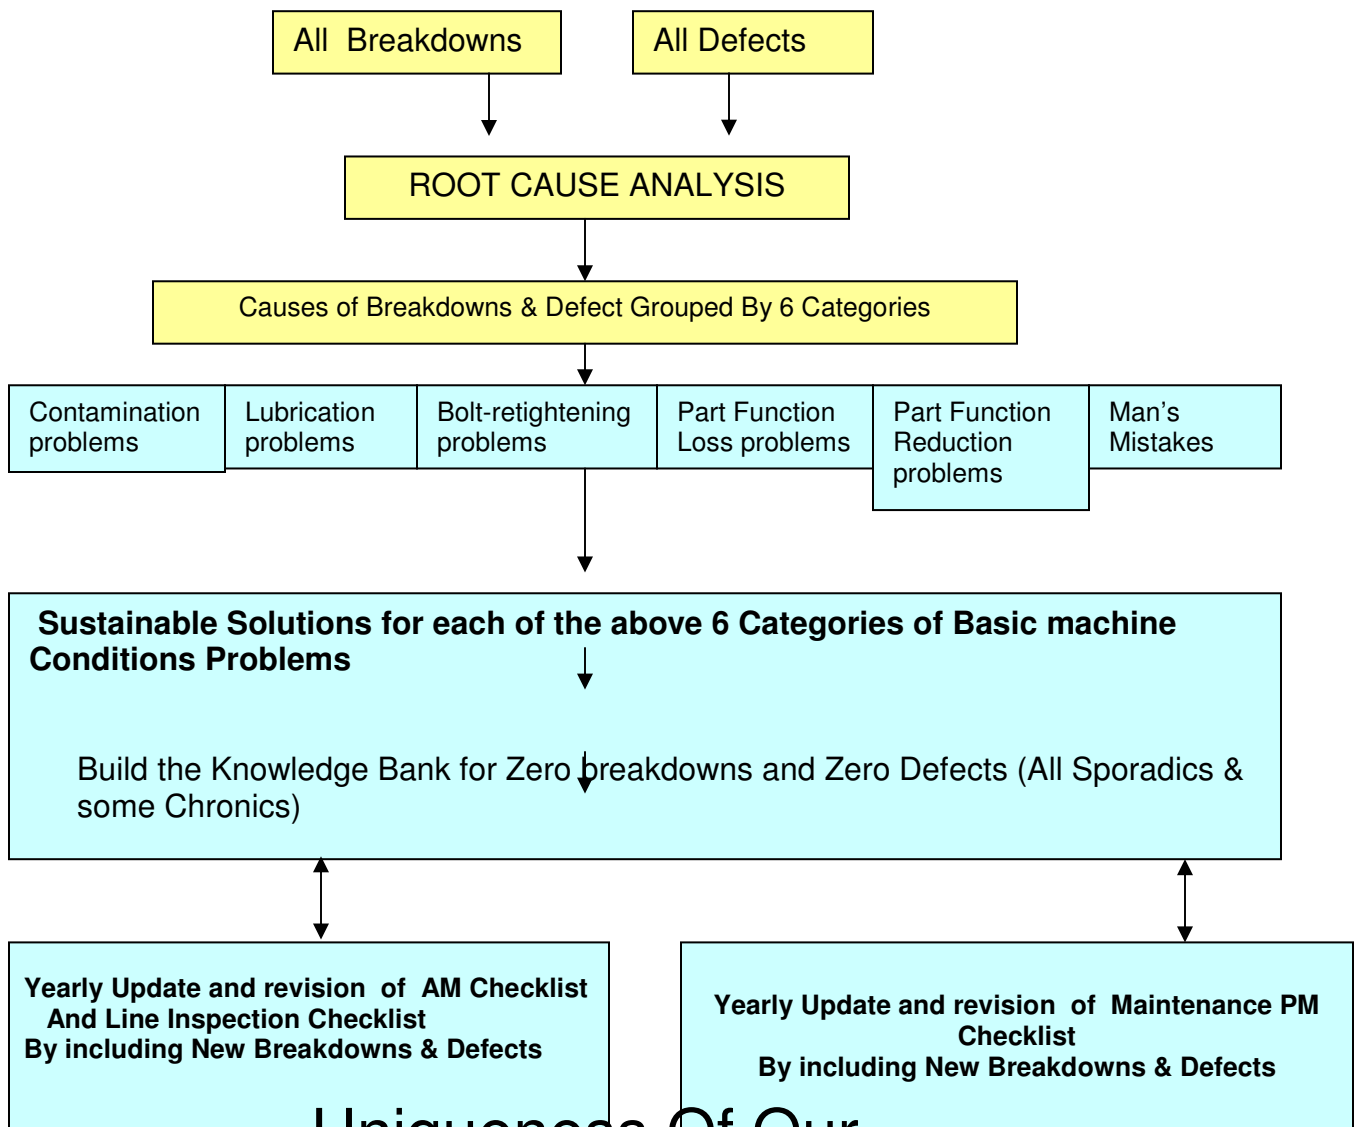 All Breakdowns
All Defects
ROOT CAUSE ANALYSIS
Causes of Breakdowns & Defect Grouped By 6 Categories
Contamination
problems
Lubrication
problems
Bolt-retightening
problems
Part Function
Loss problems
Part Function
Reduction
problems
Man's
Mistakes
Sustainable Solutions for each of the above 6 Categories of Basic machine
Conditions Problems
Build the Knowledge Bank for Zero breakdowns and Zero Defects (All Sporadics &
some Chronics)
Yearly Update and revision of AM Checklist
And Line Inspection Checklist
By including New Breakdowns & Defects
Yearly Update and revision of Maintenance PM
Checklist
By including New Breakdowns & Defects
Uniqueness Of Our